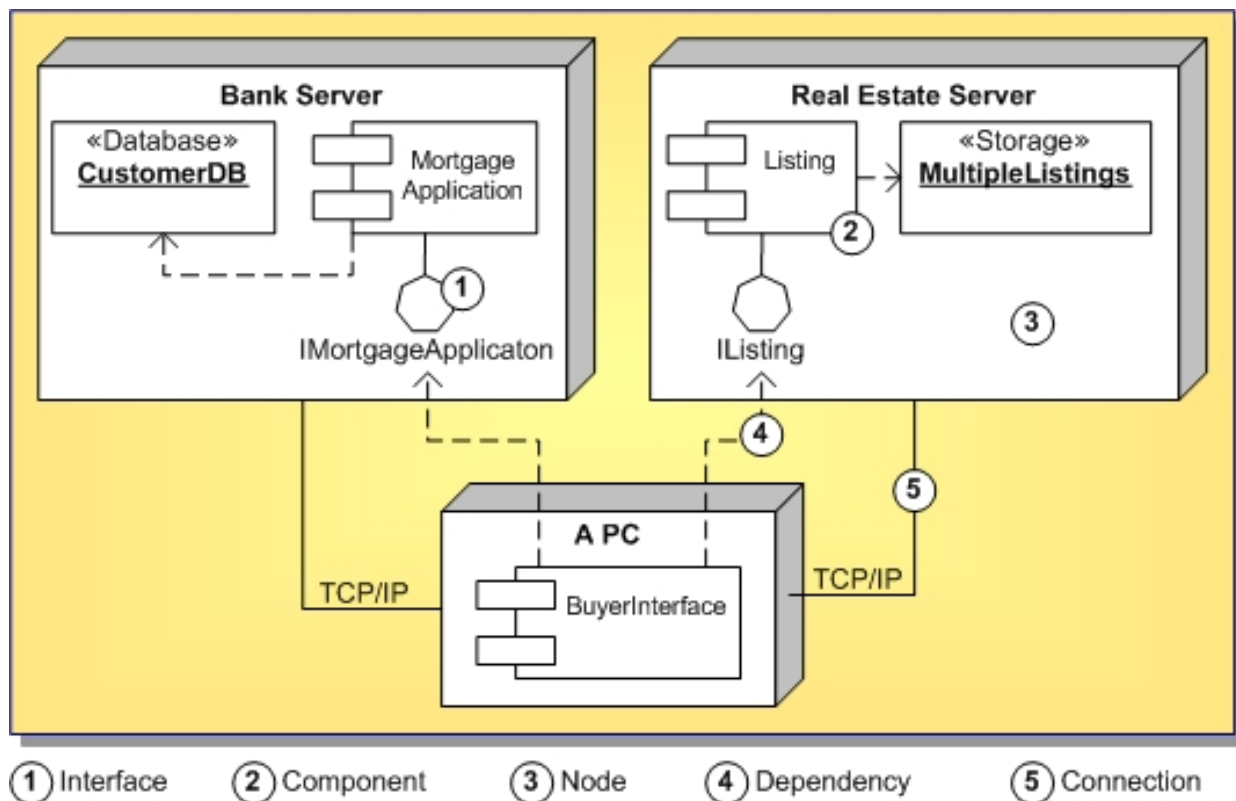 Bank Server
«Database»
CustomerDB
Mortgage
Application
1
IMortgageApplicaton
Real Estate Server
Listing
2
«Storage»
MultipleListings
3
IListing
4
5
A PC
BuyerInterface
TCP/IP
TCP/IP
1 Interface
2 Component
3 Node
4 Dependency
5 Connection